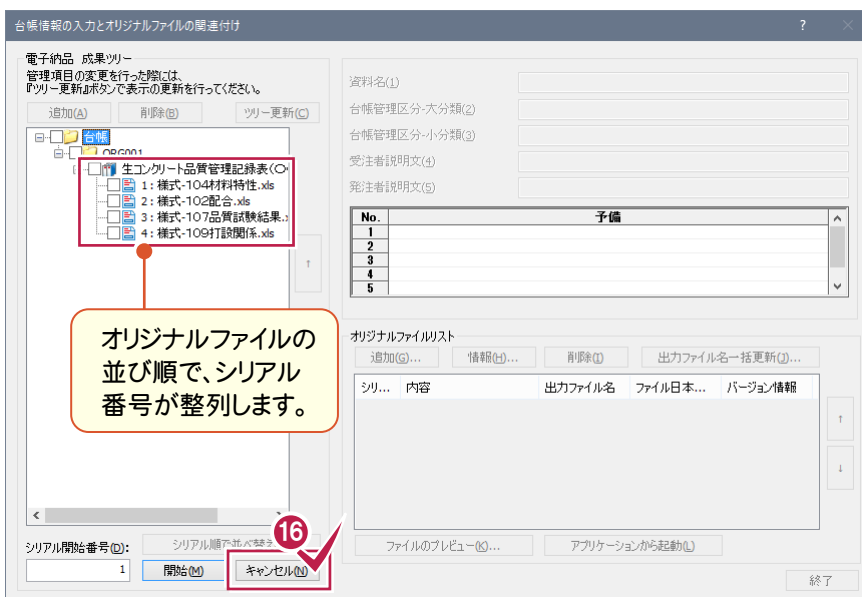 台帳情報の入力とオリジナルファイルの関連付け
?
電子納品 成果ツリー
管理項目の変更を行った際には、
『ツリー更新』ボタンで表示の更新を行ってください。
追加(A) 削除(B) ツリー更新(C)
台帳
ORG001
生コンクリート品質管理記録表(〇
1:様式-104材料特性.xls
2:様式-102配合.xls
3:様式-107品質試験結果.
4:様式-109打設関係.xls
↑
オリジナルファイルの
並び順で、シリアル
番号が整列します。
シリアル開始番号(D):
シリアル順で並べ替え
1
開始(M)
キャンセル(N)
16
資料名(1)
台帳管理区分-大分類(2)
台帳管理区分-小分類(3)
受注者説明文(4)
発注者説明文(5)
No. 予備
1
2
3
4
5
オリジナルファイルリスト
追加(G)... 情報(H)... 削除(I) 出力ファイル名一括更新(J)...
シリ... 内容 出力ファイル名 ファイル日本... バージョン情報
↑
↓
ファイルのプレビュー(K)... アプリケーションから起動(L)
終了